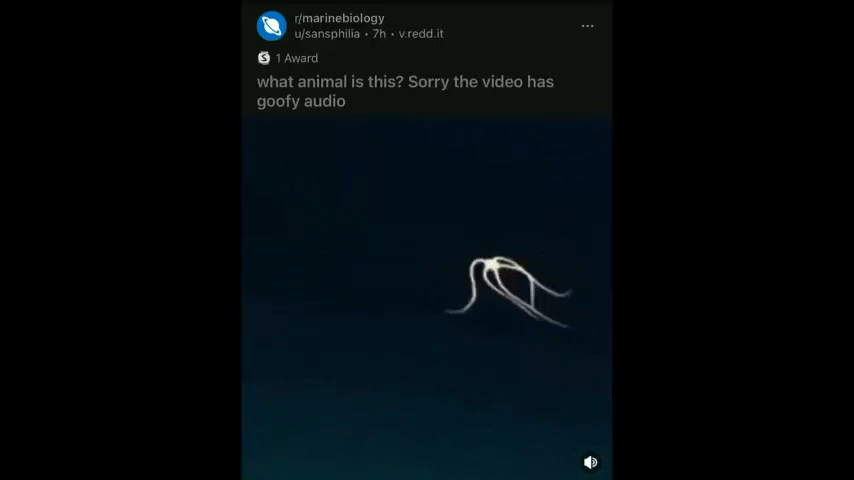 r/marinebiology
u/sansphilia • 7h • v.redd.it
1 Award
what animal is this? Sorry the video has
goofy audio